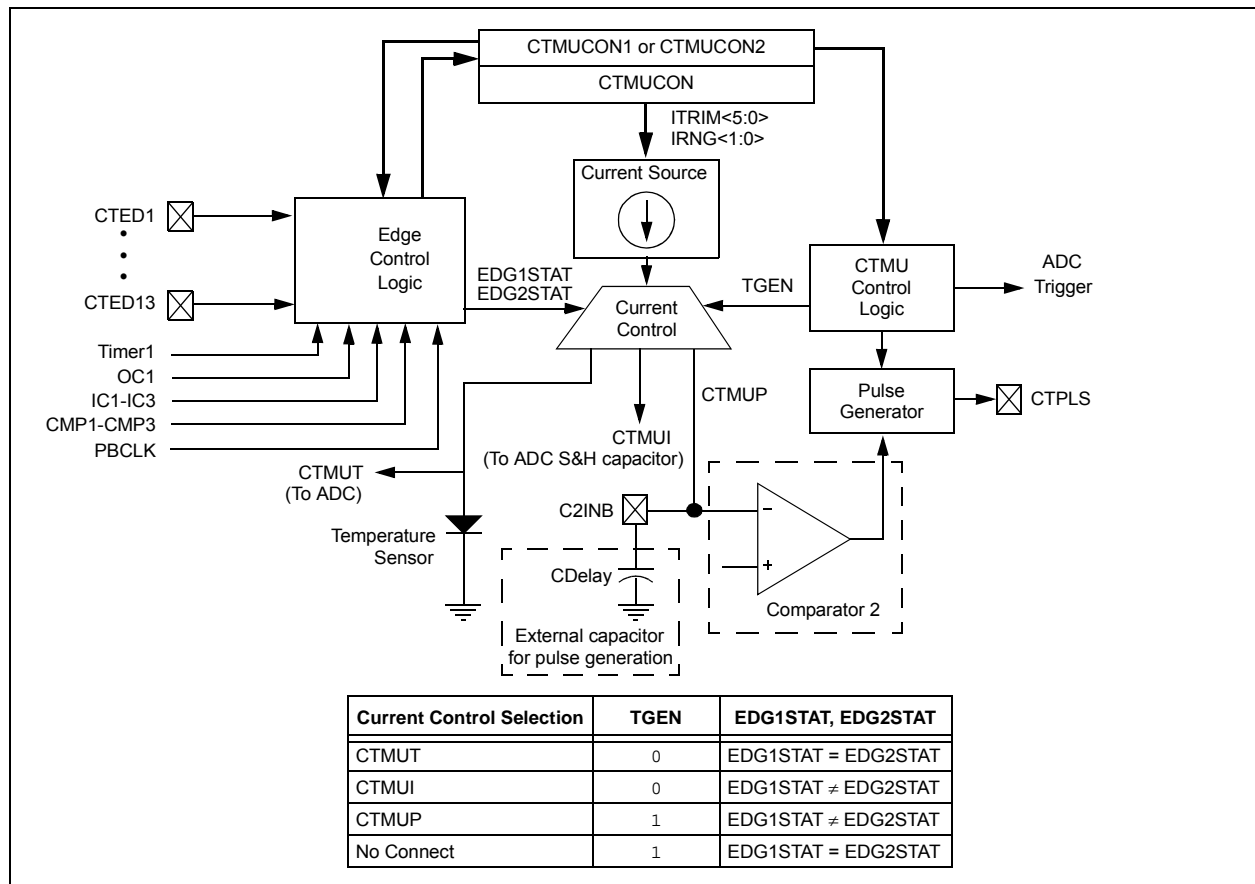 CTMUCON1 or CTMUCON2
CTMUCON
ITRIM<5:0>
IRNG<1:0>
Current Source
CTED1
CTED13
Edge
Control
Logic
EDG1STAT
EDG2STAT
Current
Control
TGEN
CTMU
Control
Logic
ADC
Trigger
Timer1
OC1
IC1-IC3
CMP1-CMP3
PBCLK
CTMUP
Pulse
Generator
CTPLS
CTMUT
(To ADC)
CTMUI
(To ADC S&H capacitor)
C2INB
Temperature
Sensor
CDelay
External capacitor
for pulse generation
−
+
Comparator 2
Current Control Selection TGEN EDG1STAT, EDG2STAT
CTMUT 0 EDG1STAT = EDG2STAT
CTMUI 0 EDG1STAT ≠ EDG2STAT
CTMUP 1 EDG1STAT ≠ EDG2STAT
No Connect 1 EDG1STAT = EDG2STAT